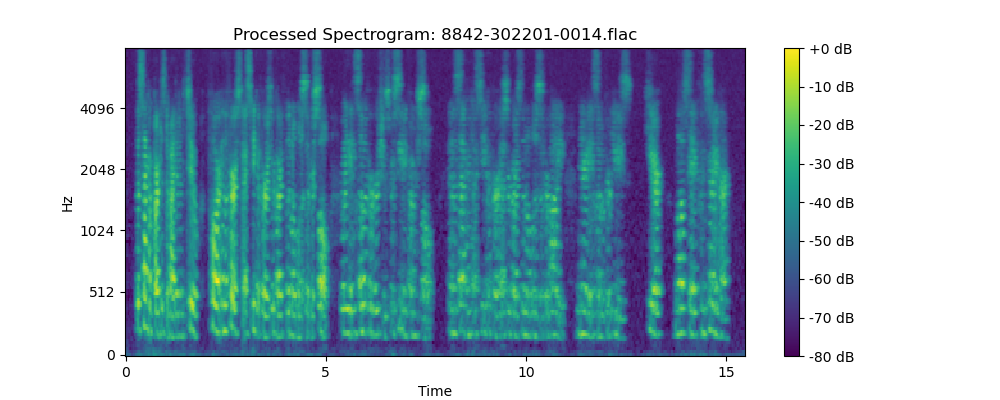 Processed Spectrogram: 8842-302201-0014.flac
+0 dB
4096
-10 dB
-20 dB
2048
-30 dB
Hz
1024
-40 dB
-50 dB
512
-60 dB
-70 dB
0
-80 dB
0 5 10 15
Time